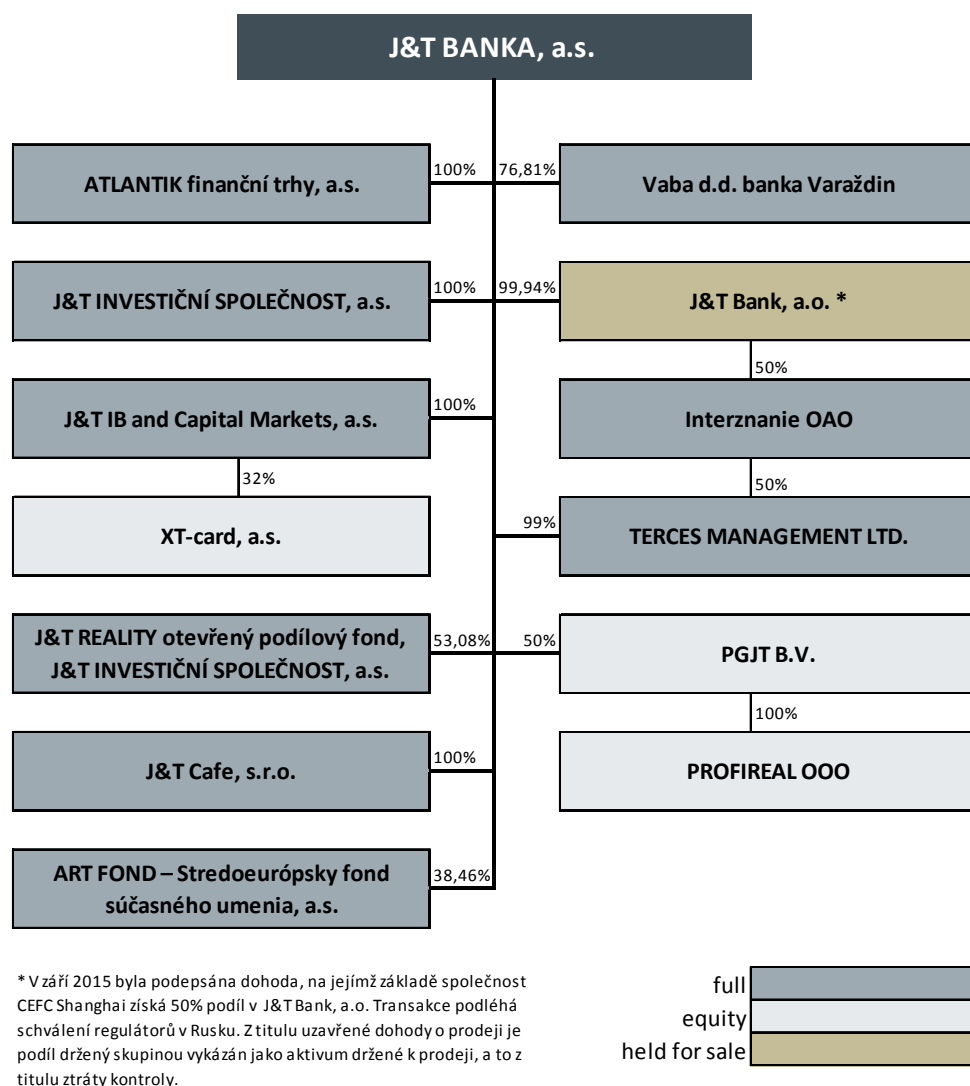 J&T BANKA, a.s.
ATLANTIK finanční trhy, a.s.
100%
76,81%
Vaba d.d. banka Varaždin
J&T INVESTIČNÍ SPOLEČNOST, a.s.
100%
99,94%
J&T Bank, a.o. *
50%
J&T IB and Capital Markets, a.s.
100%
Interznanie OAO
32%
50%
XT-card, a.s.
99%
TERCES MANAGEMENT LTD.
J&T REALITY otevřený podílový fond,
J&T INVESTIČNÍ SPOLEČNOST, a.s.
53,08%
50%
PGJT B.V.
100%
J&T Cafe, s.r.o.
100%
PROFIREAL OOO
ART FOND – Stredoeurópsky fond
súčasného umenia, a.s.
38,46%
* V září 2015 byla podepsána dohoda, na jejímž základě společnost
CEFC Shanghai získá 50% podíl v J&T Bank, a.o. Transakce podléhá
schválení regulátorů v Rusku. Z titulu uzavřené dohody o prodeji je
podíl držený skupinou vykázán jako aktivum držené k prodeji, a to z
titulu ztráty kontroly.
full
equity
held for sale